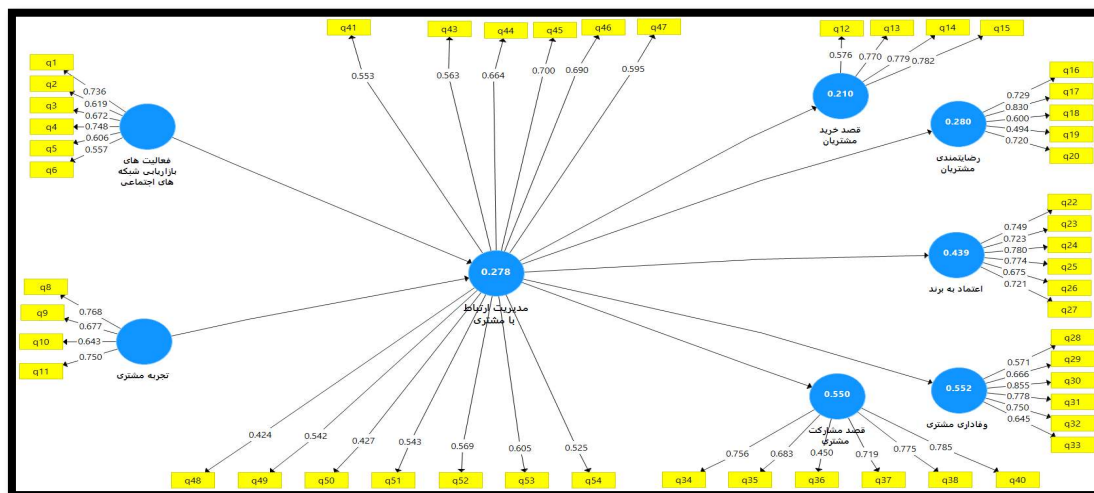 q41
q43
q44
q45
q46
q47
0.553
0.563
0.664
0.700
0.690
0.595
q12
q13
q14
q15
0.576
0.770
0.779
0.782
0.210
قصد خرید
مشتریان
q1
q2
q3
q4
q5
q6
0.736
0.619
0.672
0.748
0.606
0.557
فعالیت های
بازاریابی شبکه
های اجتماعی
q16
q17
q18
q19
q20
0.729
0.830
0.600
0.494
0.720
0.280
رضایتمندی
مشتریان
q22
q23
q24
q25
q26
q27
0.749
0.723
0.780
0.774
0.675
0.721
0.439
اعتماد به برند
0.278
مدیریت ارتباط
با مشتری
q8
q9
q10
q11
0.768
0.677
0.643
0.750
تجربه مشتری
q28
q29
q30
q31
q32
q33
0.571
0.666
0.855
0.778
0.750
0.645
0.552
وفاداری مشتری
0.550
قصد مشارکت
مشتری
0.756
0.683
0.450
0.719
0.775
0.785
q34
q35
q36
q37
q38
q40
0.424
0.542
0.427
0.543
0.569
0.605
0.525
q48
q49
q50
q51
q52
q53
q54